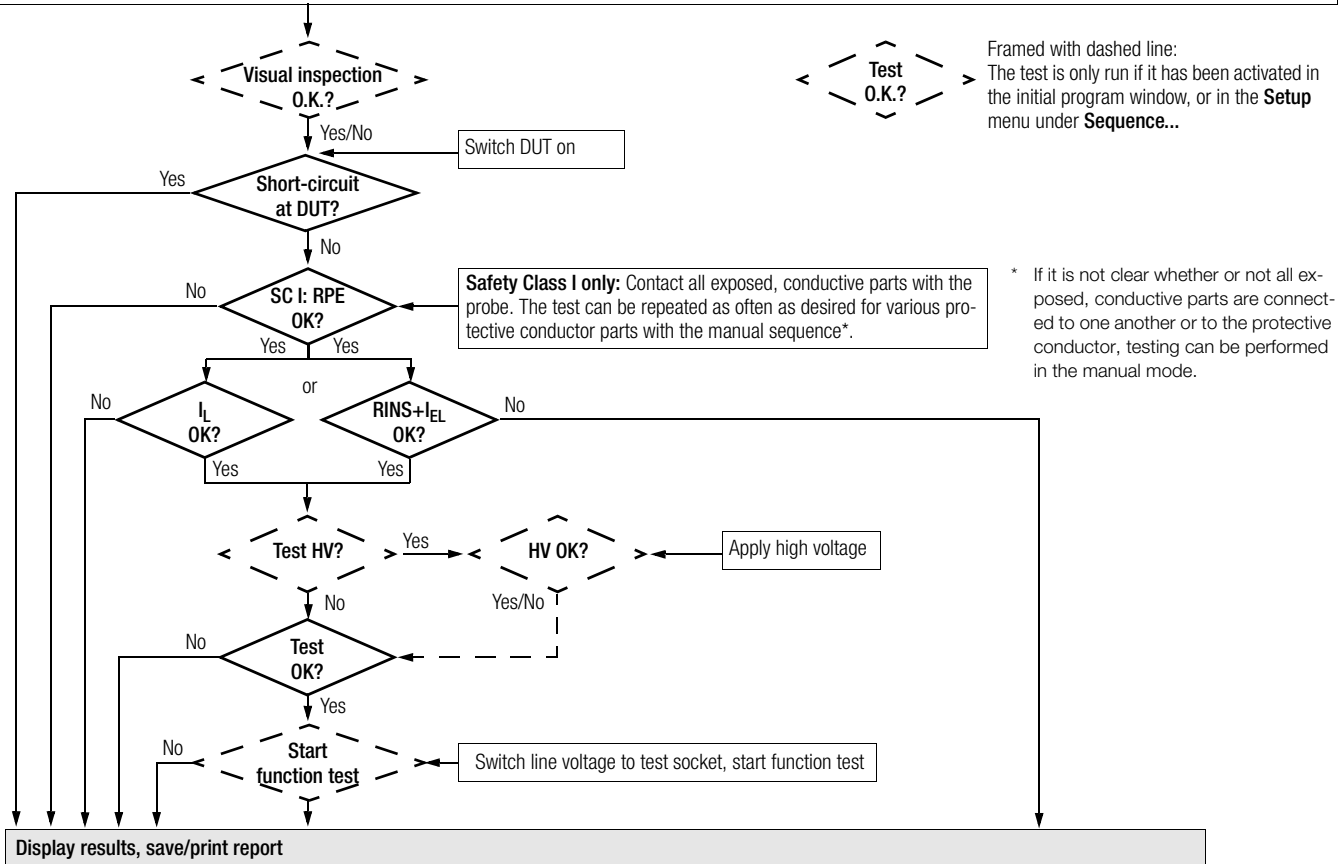 Visual inspection
O.K.?
Test
O.K.?
Framed with dashed line:
The test is only run if it has been activated in
the initial program window, or in the Setup
menu under Sequence...
Yes/No
Switch DUT on
Yes
Short-circuit
at DUT?
No
No
SC I: RPE
OK?
Safety Class I only: Contact all exposed, conductive parts with the
probe. The test can be repeated as often as desired for various pro-
tective conductor parts with the manual sequence*.
* If it is not clear whether or not all ex-
posed, conductive parts are connect-
ed to one another or to the protective
conductor, testing can be performed
in the manual mode.
Yes Yes
or
No
IL
OK?
RINS+IEL
OK?
No
Yes
Yes
Test HV?
Yes
HV OK?
Apply high voltage
No
Yes/No
No
Test
OK?
Yes
No
Start
function test
Switch line voltage to test socket, start function test
Display results, save/print report